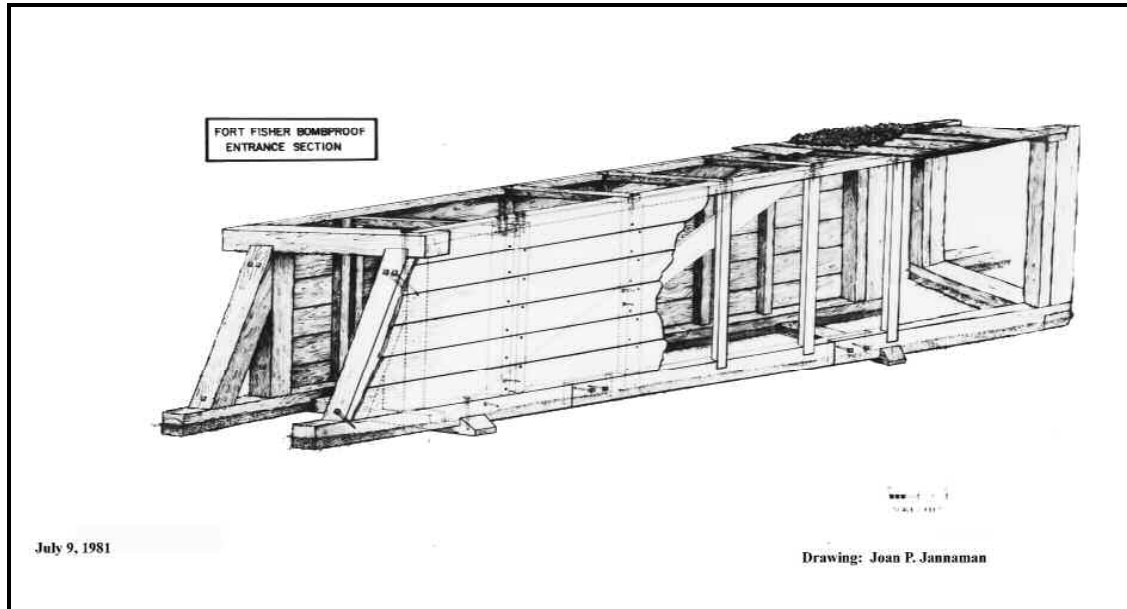 FORT FISHER BOMBPROOF
ENTRANCE SECTION
July 9, 1981
Drawing: Joan P. Jannaman